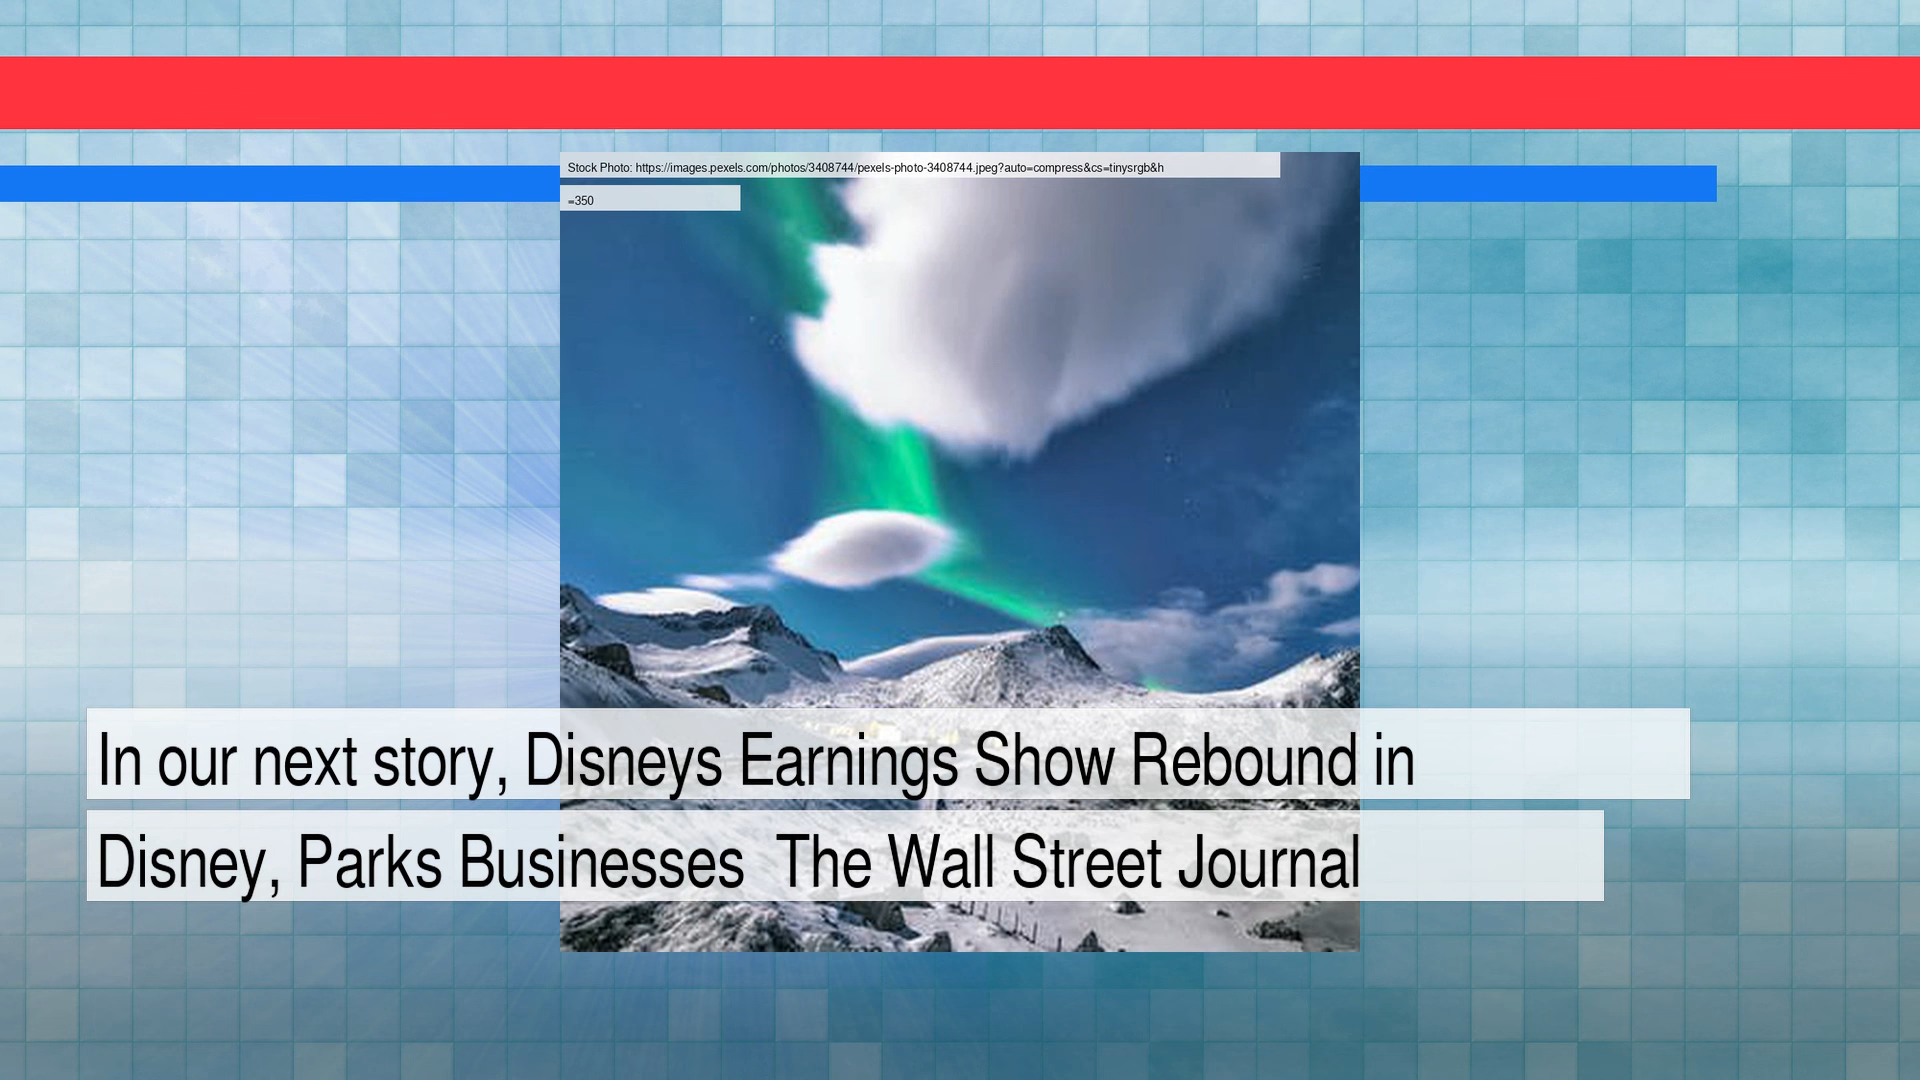 Stock Photo: https://images.pexels.com/photos/3408744/pexels-photo-3408744.jpeg?auto=compress&cs=tinysrgb&h
=350
In our next story, Disneys Earnings Show Rebound in
Disney, Parks Businesses  The Wall Street Journal